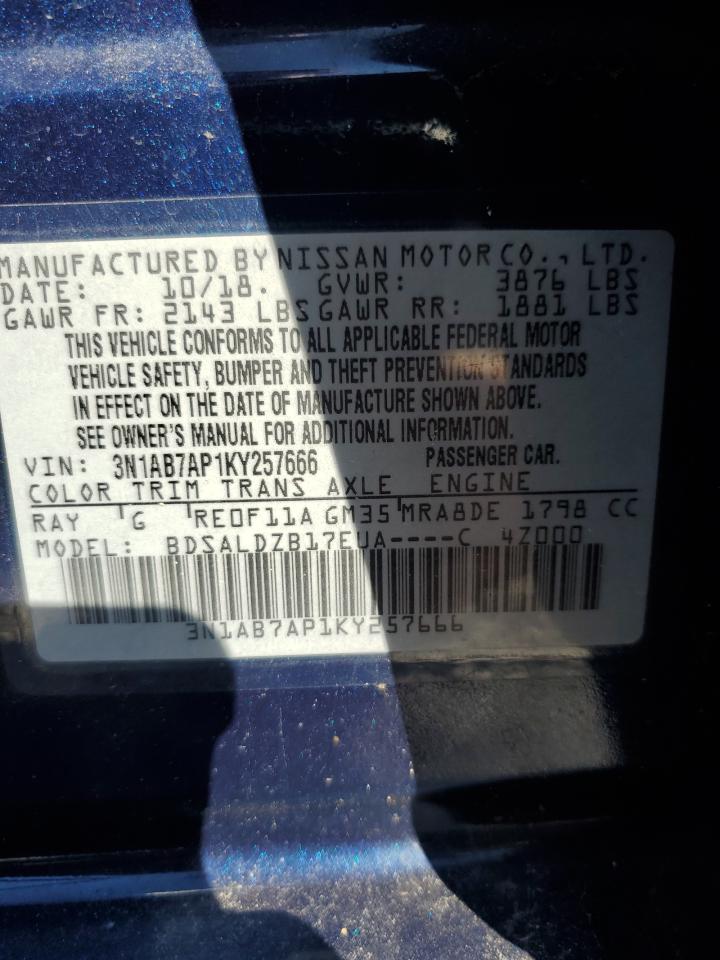 MANUFACTURED BY NISSAN MOTOR CO., LTD.
DATE: 10/18. GVWR: 3876 LBS
GAWR FR: 2143 LBS GAWR RR: 1881 LBS
THIS VEHICLE CONFORMS TO ALL APPLICABLE FEDERAL MOTOR
VEHICLE SAFETY, BUMPER AND THEFT PREVENTION STANDARDS
IN EFFECT ON THE DATE OF MANUFACTURE SHOWN ABOVE.
SEE OWNER'S MANUAL FOR ADDITIONAL INFORMATION.
VIN: 3N1AB7AP1KY257666 PASSENGER CAR.
COLOR TRIM TRANS AXLE ENGINE
RAY G RE0F11A GM35 MRA8DE 1798 CC
MODEL: BDSALDZB17EUA----C 4Z000
3N1AB7AP1KY257666